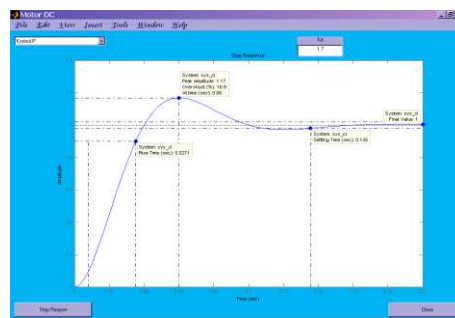 Motor DC
File Edit View Insert Tools Window Help
Kontrol P
Kp
1.7
Step Response
System: sys_cl
Peak amplitude: 1.17
Overshoot (%): 16.9
At time (sec): 0.06
System: sys_cl
Final Value: 1
System: sys_cl
Rise Time (sec): 0.0271
System: sys_cl
Settling Time (sec): 0.135
Amplitude
Time (sec)
Step Respon
Close